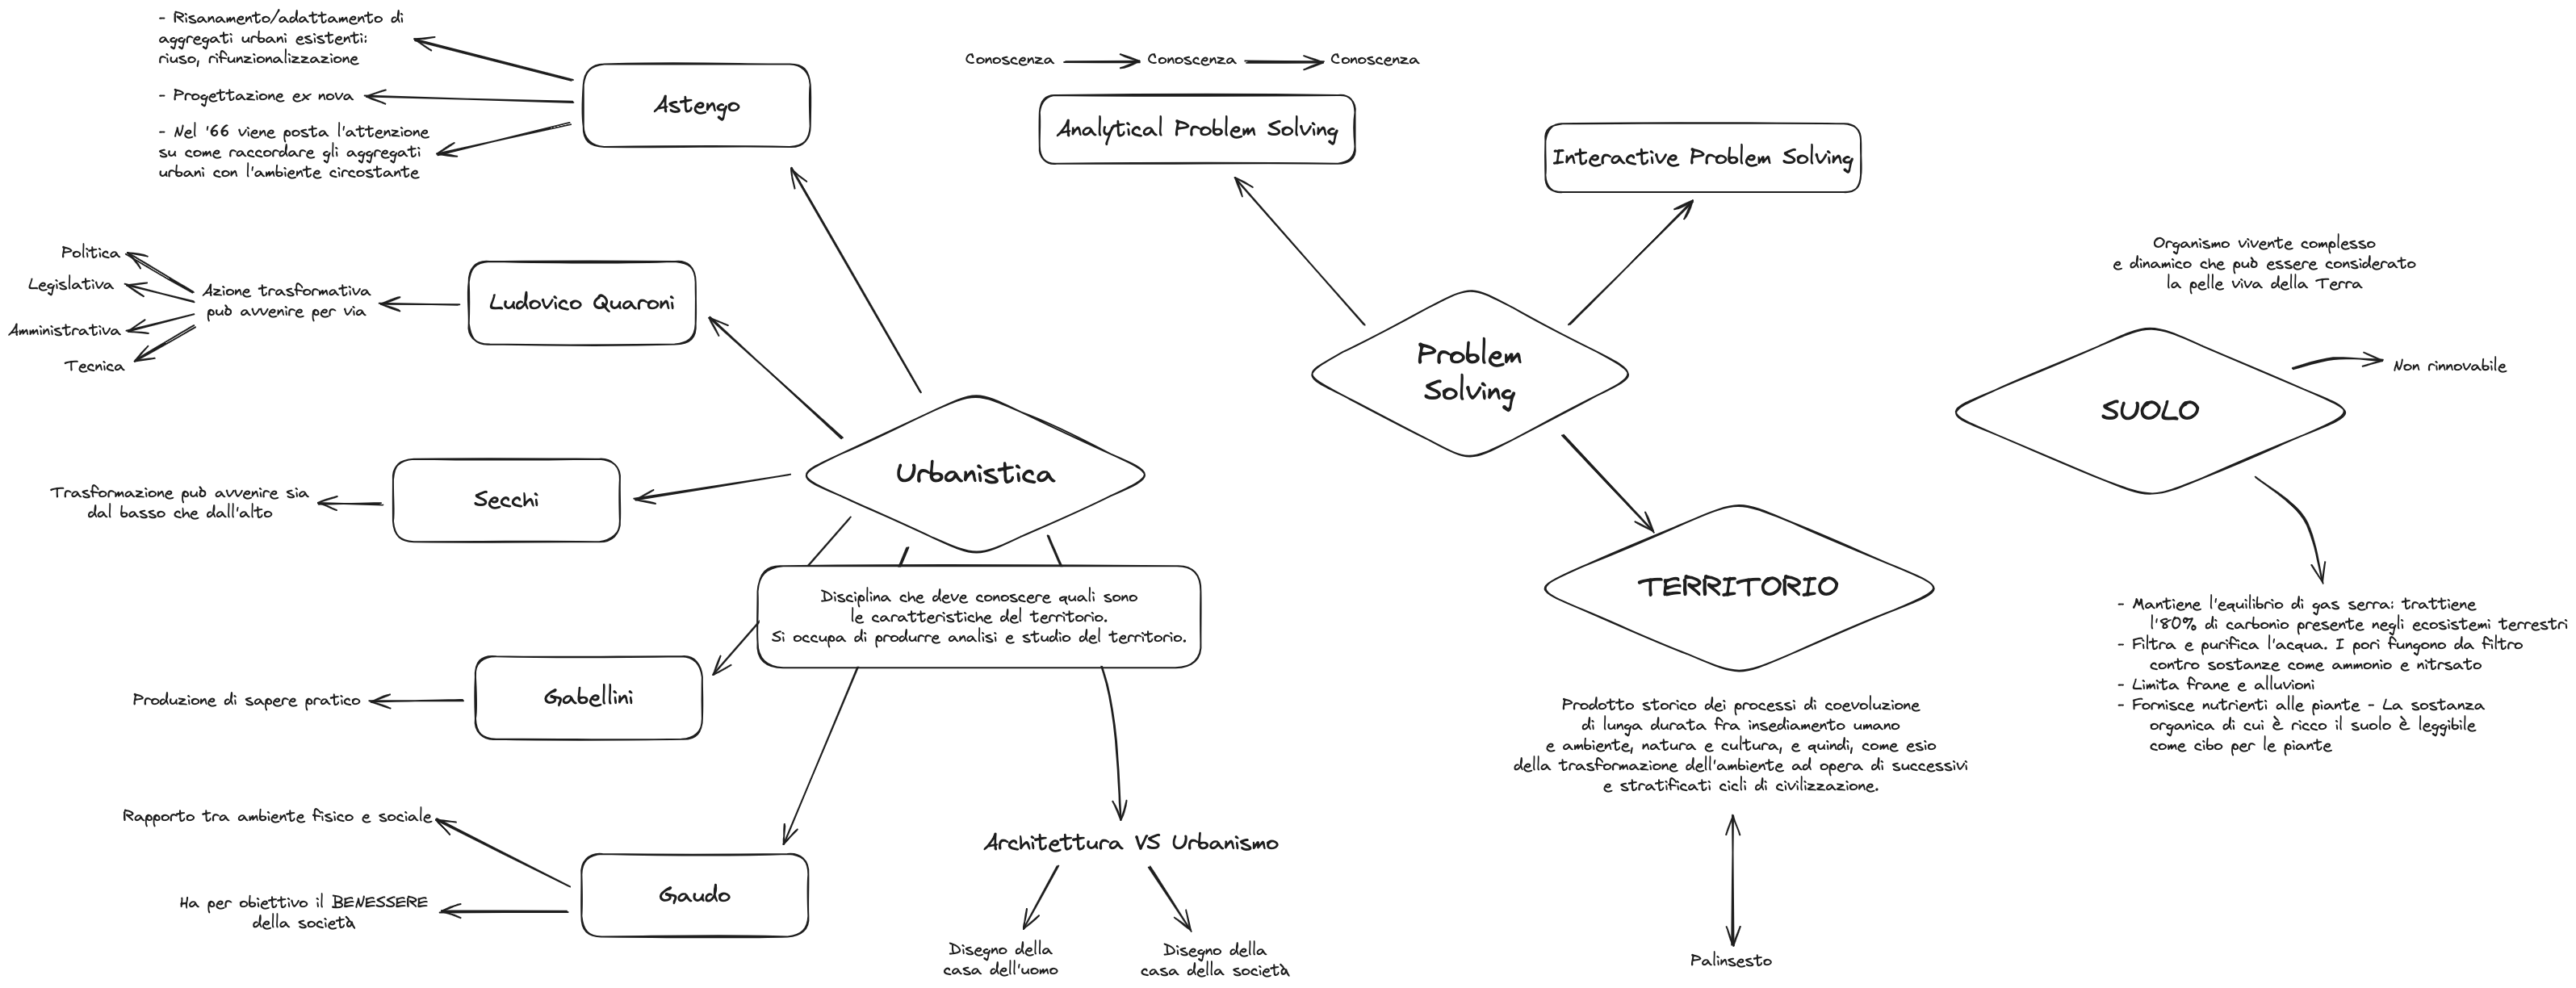 - Risanamento/adattamento di
aggregati urbani esistenti:
riuso, rifunzionalizzazione
- Progettazione ex nova
- Nel '66 viene posta l'attenzione
su come raccordare gli aggregati
urbani con l'ambiente circostante
Astengo
Politica
Legislativa
Amministrativa
Tecnica
Azione trasformativa
può avvenire per via
Ludovico Quaroni
Trasformazione può avvenire sia
dal basso che dall'alto
Secchi
Urbanistica
Disciplina che deve conoscere quali sono
le caratteristiche del territorio.
Si occupa di produrre analisi e studio del territorio.
Produzione di sapere pratico
Gabellini
Rapporto tra ambiente fisico e sociale
Ha per obiettivo il BENESSERE
della società
Gaudo
Architettura VS Urbanismo
Disegno della
casa dell'uomo
Disegno della
casa della società
Conoscenza
Conoscenza
Conoscenza
Analytical Problem Solving
Interactive Problem Solving
Problem
Solving
TERRITORIO
Prodotto storico dei processi di coevoluzione
di lunga durata fra insediamento umano
e ambiente, natura e cultura, e quindi, come esio
della trasformazione dell'ambiente ad opera di successivi
e stratificati cicli di civilizzazione.
Palinsesto
Organismo vivente complesso
e dinamico che può essere considerato
la pelle viva della Terra
SUOLO
Non rinnovabile
- Mantiene l'equilibrio di gas serra: trattiene
l'80% di carbonio presente negli ecosistemi terrestri
- Filtra e purifica l'acqua. I pori fungono da filtro
contro sostanze come ammonio e nitrsato
- Limita frane e alluvioni
- Fornisce nutrienti alle piante - La sostanza
organica di cui è ricco il suolo è leggibile
come cibo per le piante